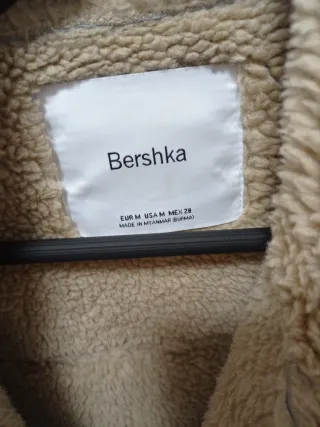 Bershka
EUR M USA M MEX 28
MADE IN MYANMAR (BURMA)